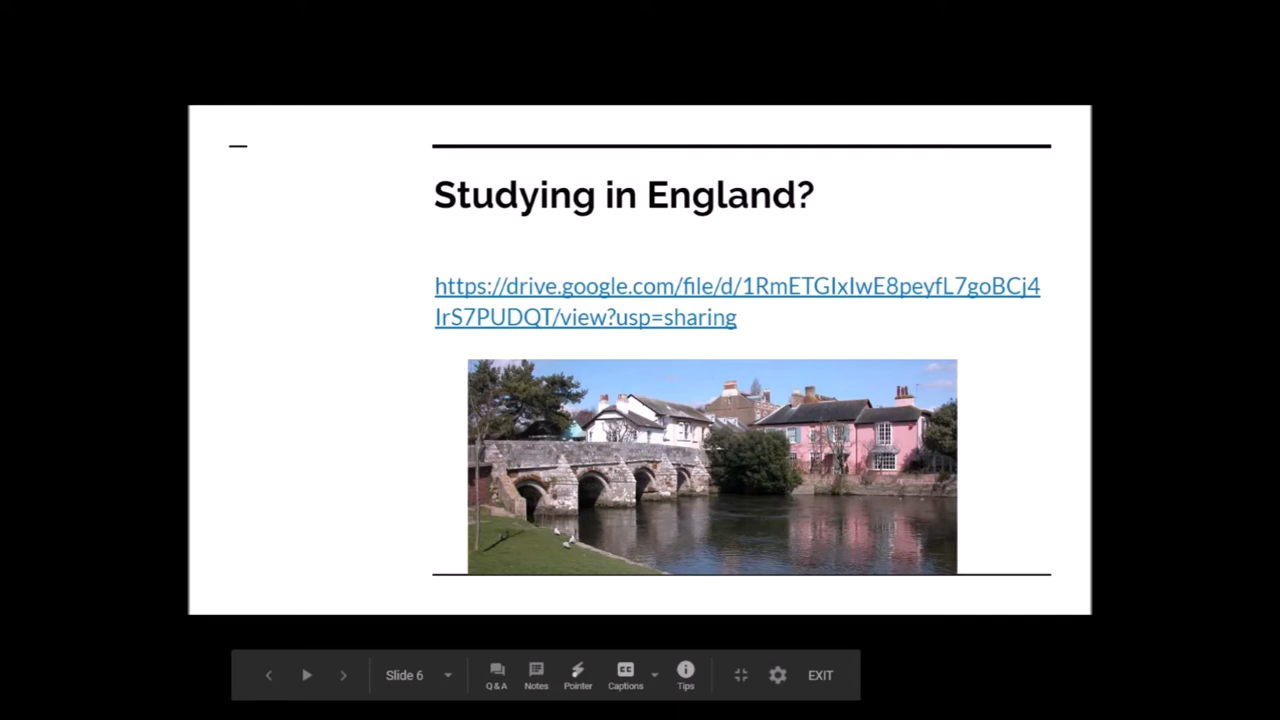 Studying in England?
https://drive.google.com/file/d/1RmETGIxIwE8peyfL7goBCj4
IrS7PUDQT/view?usp=sharing
Slide 6
Q&A
Notes
Pointer
CC
Captions
Tips
EXIT